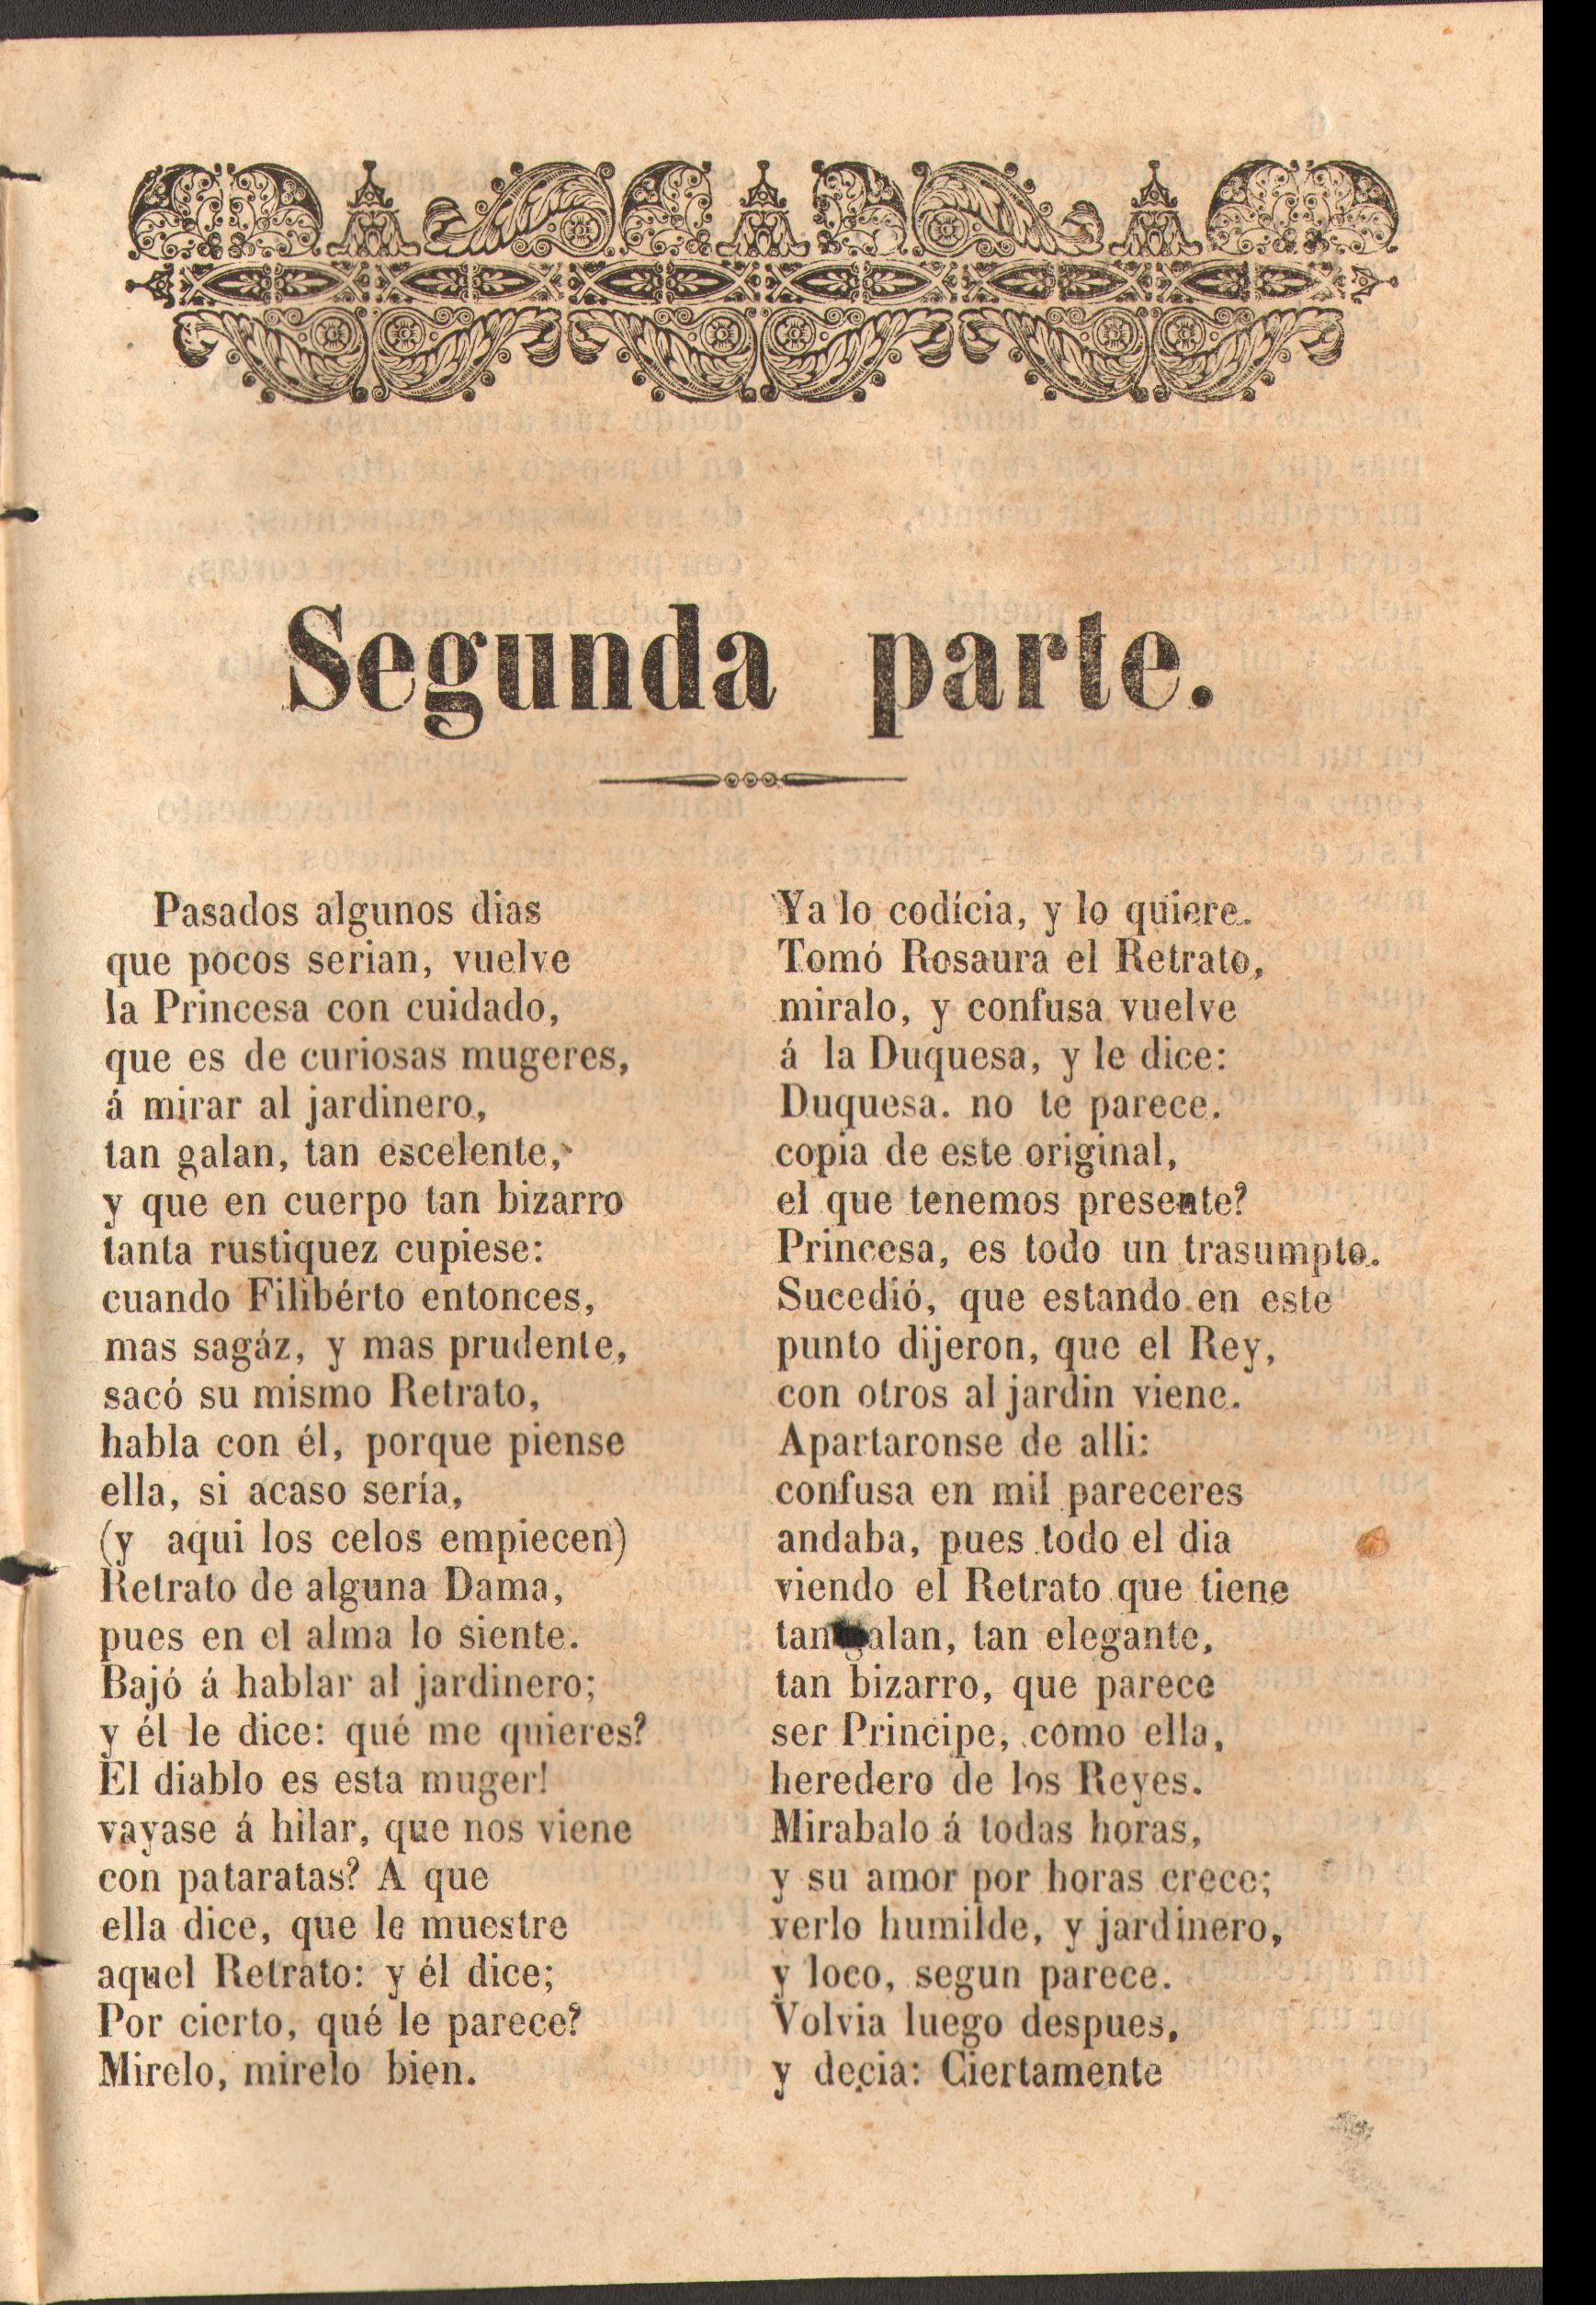 Segunda parte.
Pasados algunos dias
que pocos serian, vuelve
la Princesa con cuidado,
que es de curiosas mugeres,
á mirar al jardinero,
tan galan, tan escelente,
y que en cuerpo tan bizarro
tanta rustiquez cupiese:
cuando Filibérto entonces,
mas sagáz, y mas prudente,
sacó su mismo Retrato,
habla con él, porque piense
ella, si acaso sería,
(y aqui los celos empiecen)
Retrato de alguna Dama,
pues en el alma lo siente.
Bajó á hablar al jardinero;
y él le dice: qué me quieres?
El diablo es esta muger!
vayase á hilar, que nos viene
con pataratas? A que
ella dice, que le muestre
aquel Retrato: y él dice;
Por cierto, qué le parece?
Mirelo, mirelo bien.
Ya lo codícia, y lo quiere.
Tomó Rosaura el Retrato,
miralo, y confusa vuelve
á la Duquesa, y le dice:
Duquesa. no te parece.
copia de este original,
el que tenemos presente?
Princesa, es todo un trasumpto.
Sucedió, que estando en este
punto dijeron, que el Rey,
con otros al jardin viene.
Apartaronse de alli:
confusa en mil pareceres
andaba, pues todo el dia
viendo el Retrato que tiene
tan galan, tan elegante,
tan bizarro, que parece
ser Principe, como ella,
heredero de los Reyes.
Mirabalo á todas horas,
y su amor por horas crece;
verlo humilde, y jardinero,
y loco, segun parece.
Volvia luego despues,
y decia: Ciertamente